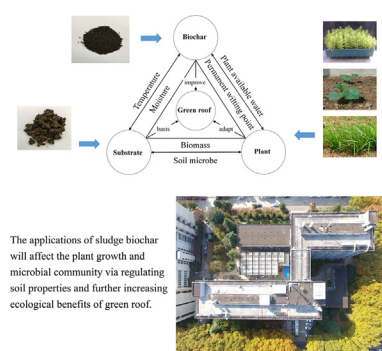 Biochar
Temperature
Moisture
improve
Plant available water
Permanent wilting point
Green roof
basis
adapt
Substrate
Biomass
Soil microbe
Plant
The applications of sludge biochar
will affect the plant growth and
microbial community via regulating
soil properties and further increasing
ecological benefits of green roof.